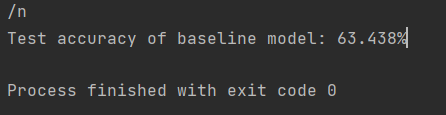 /n
Test accuracy of baseline model: 63.438%
Process finished with exit code 0